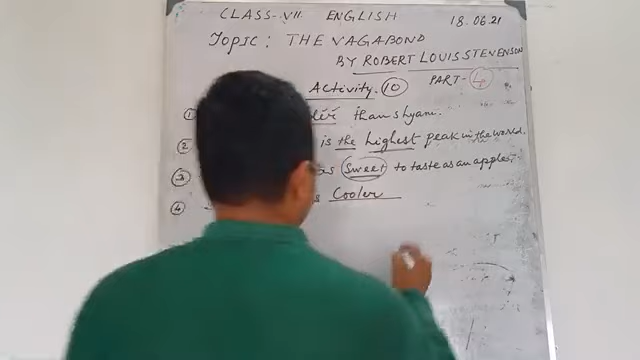 CLASS-VII ENGLISH 18.06.21
Topic: THE VAGABOND
BY ROBERT LOUIS STEVENSON
Activity. 10 PART-4
1 than Shyam.
2 is the highest peak in the world.
3 as sweet to taste as an apples.
4 Cooler